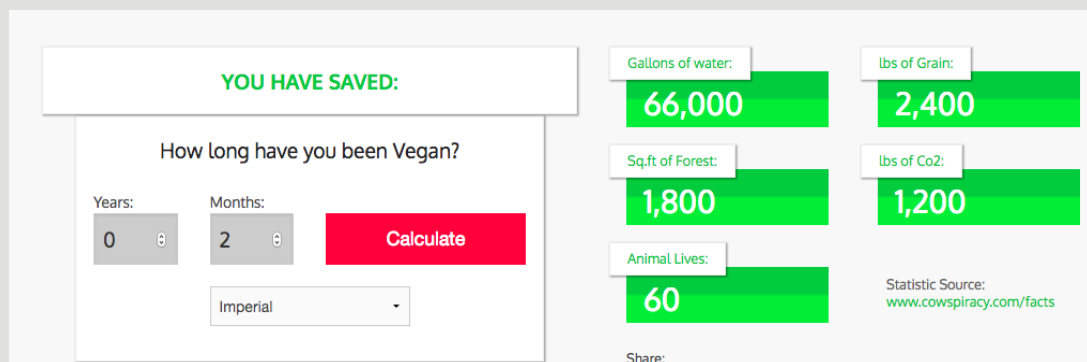 YOU HAVE SAVED:
How long have you been Vegan?
Years:
Months:
0
2
Calculate
Imperial
Gallons of water:
66,000
lbs of Grain:
2,400
Sq.ft of Forest:
1,800
lbs of Co2:
1,200
Animal Lives:
60
Statistic Source:
www.cowspiracy.com/facts
Share: